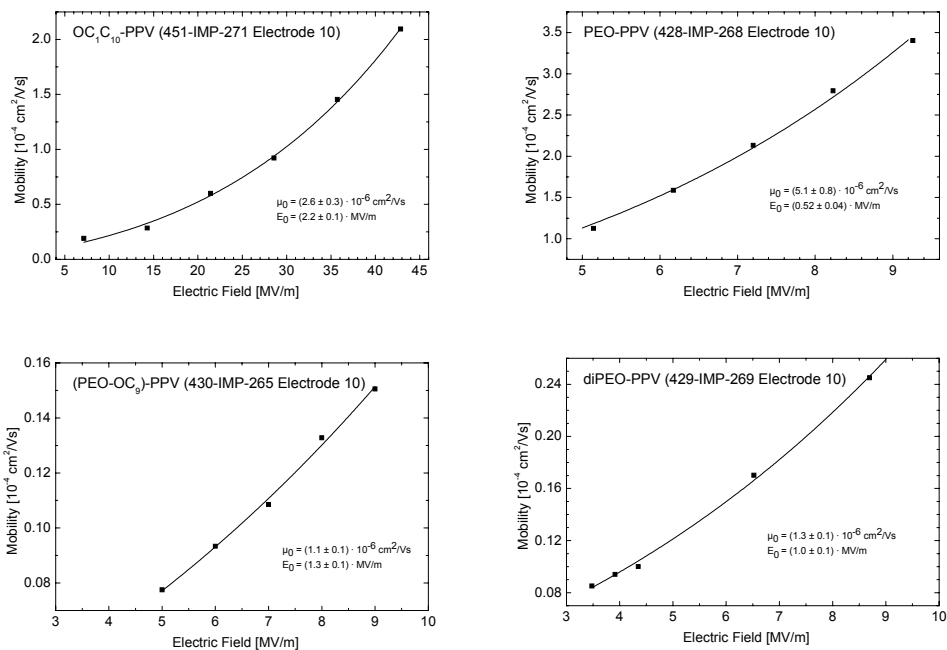 OC₁C₁₀-PPV (451-IMP-271 Electrode 10)
2.0
1.5
1.0
0.5
0.0
Mobility [10⁻⁴ cm²/Vs]
μ₀ = (2.6 ± 0.3) · 10⁻⁶ cm²/Vs
E₀ = (2.2 ± 0.1) · MV/m
5 10 15 20 25 30 35 40 45
Electric Field [MV/m]
PEO-PPV (428-IMP-268 Electrode 10)
3.5
3.0
2.5
2.0
1.5
1.0
Mobility [10⁻⁴ cm²/Vs]
μ₀ = (5.1 ± 0.8) · 10⁻⁶ cm²/Vs
E₀ = (0.52 ± 0.04) · MV/m
5 6 7 8 9
Electric Field [MV/m]
(PEO-OC₉)-PPV (430-IMP-265 Electrode 10)
0.16
0.14
0.12
0.10
0.08
Mobility [10⁻⁴ cm²/Vs]
μ₀ = (1.1 ± 0.1) · 10⁻⁶ cm²/Vs
E₀ = (1.3 ± 0.1) · MV/m
3 4 5 6 7 8 9 10
Electric Field [MV/m]
diPEO-PPV (429-IMP-269 Electrode 10)
0.24
0.20
0.16
0.12
0.08
Mobility [10⁻⁴ cm²/Vs]
μ₀ = (1.3 ± 0.1) · 10⁻⁶ cm²/Vs
E₀ = (1.0 ± 0.1) · MV/m
3 4 5 6 7 8 9 10
Electric Field [MV/m]